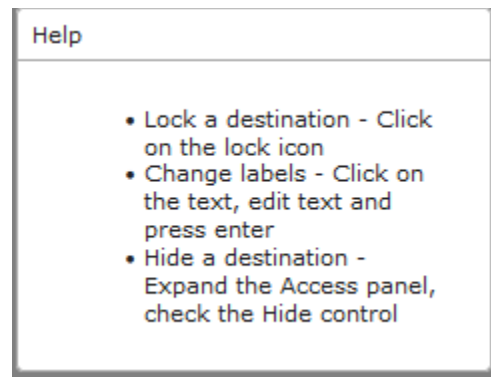 Help
• Lock a destination - Click
on the lock icon
• Change labels - Click on
the text, edit text and
press enter
• Hide a destination -
Expand the Access panel,
check the Hide control